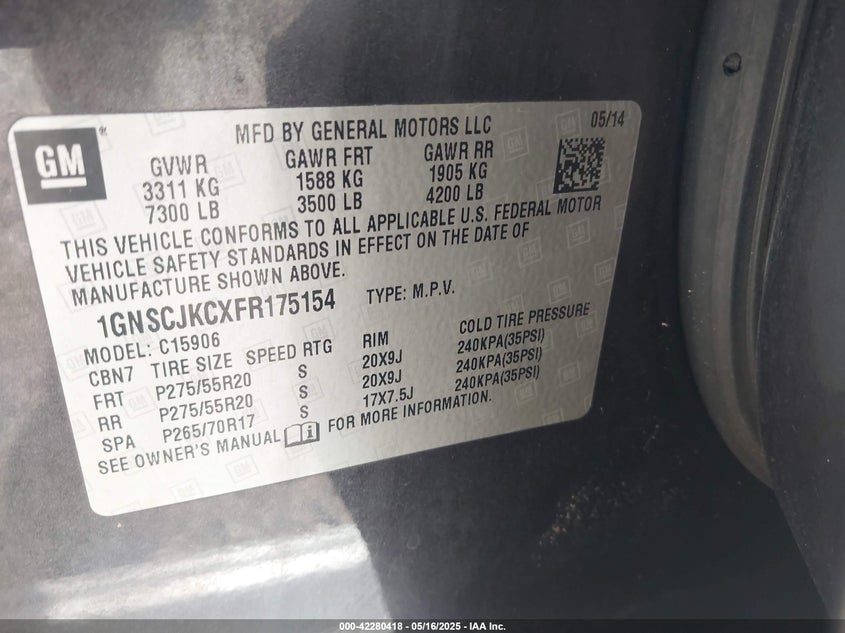 GM
MFD BY GENERAL MOTORS LLC
05/14
GVWR GAWR FRT GAWR RR
3311 KG 1588 KG 1905 KG
7300 LB 3500 LB 4200 LB
THIS VEHICLE CONFORMS TO ALL APPLICABLE U.S. FEDERAL MOTOR
VEHICLE SAFETY STANDARDS IN EFFECT ON THE DATE OF
MANUFACTURE SHOWN ABOVE.
1GNSCJKCXFR175154 TYPE: M.P.V.
MODEL: C15906
CBN7 TIRE SIZE SPEED RTG RIM COLD TIRE PRESSURE
FRT P275/55R20 S 20X9J 240KPA(35PSI)
RR P275/55R20 S 20X9J 240KPA(35PSI)
SPA P265/70R17 S 17X7.5J 240KPA(35PSI)
SEE OWNER'S MANUAL FOR MORE INFORMATION.
000-42280418 - 05/16/2025 - IAA Inc.